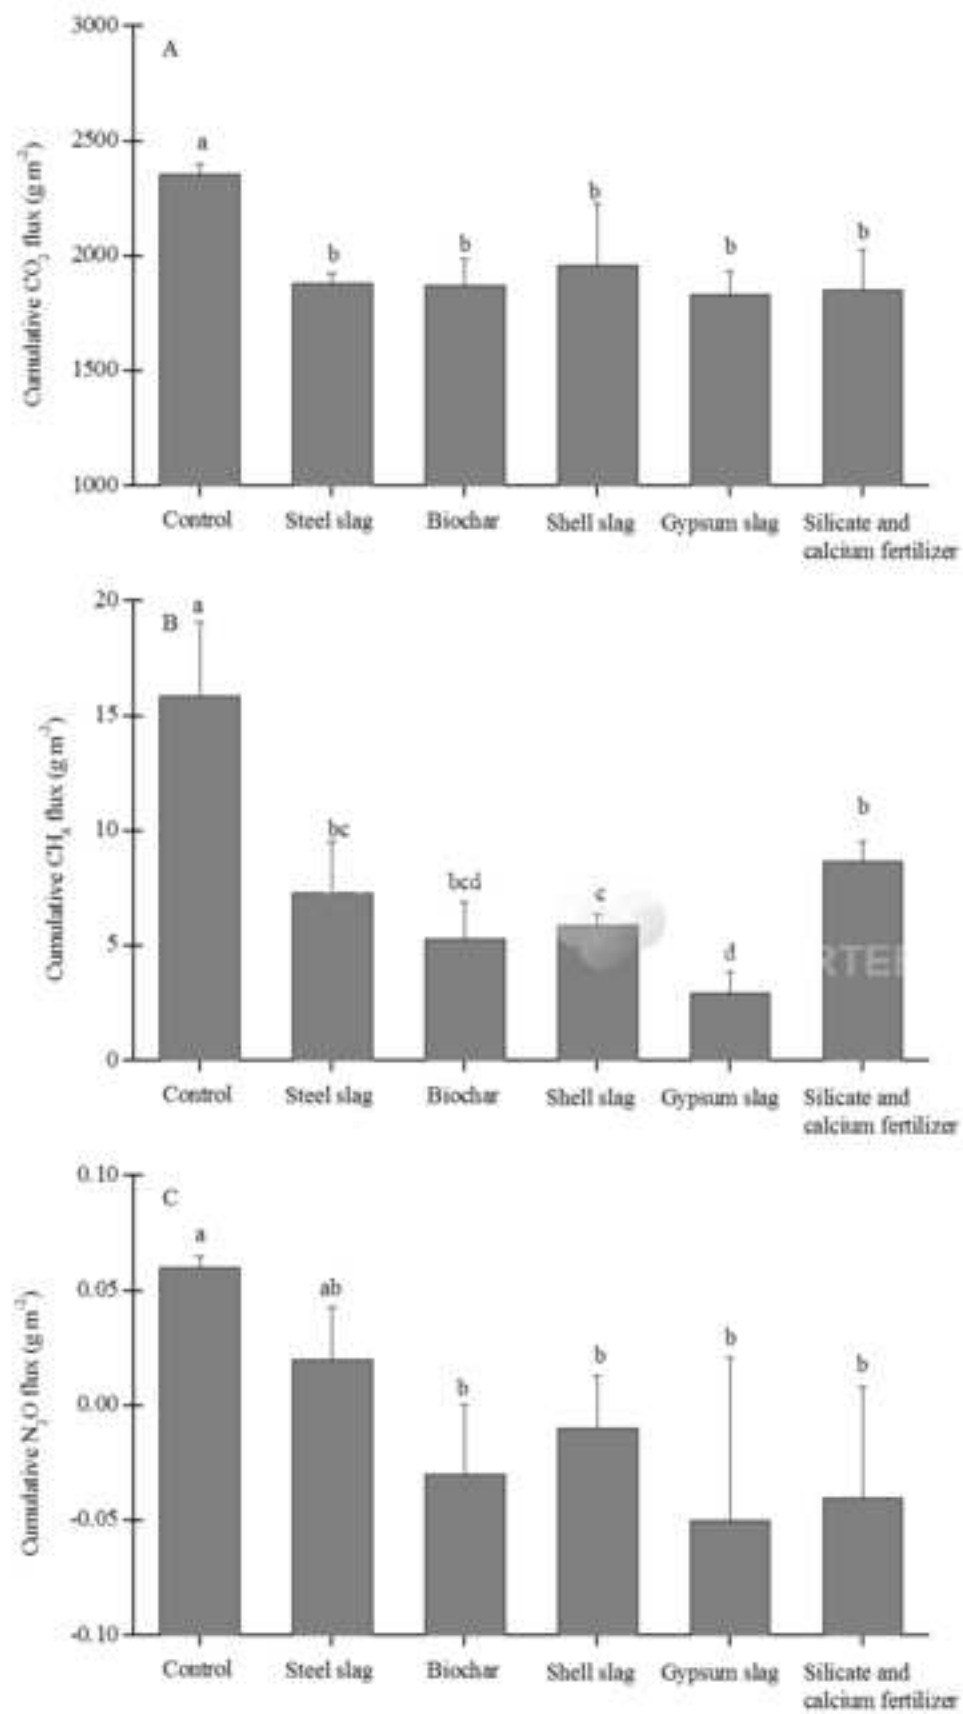 3000
A
2500
2000
1500
1000
Cumulative CO2 flux (g m-2)
a
b
b
b
b
b
Control
Steel slag
Biochar
Shell slag
Gypsum slag
Silicate and
calcium fertilizer
20
B
15
10
5
0
Cumulative CH4 flux (g m-2)
a
bc
bcd
c
d
b
RTER
Control
Steel slag
Biochar
Shell slag
Gypsum slag
Silicate and
calcium fertilizer
0.10
C
0.05
0.00
-0.05
-0.10
Cumulative N2O flux (g m-2)
a
ab
b
b
b
b
Control
Steel slag
Biochar
Shell slag
Gypsum slag
Silicate and
calcium fertilizer